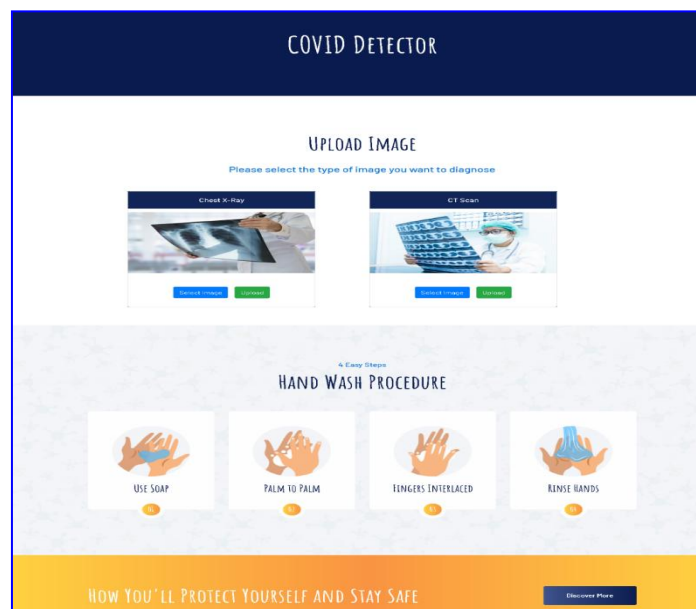 COVID Detector
Upload Image
Please select the type of image you want to diagnose
Chest X-Ray
CT Scan
Select Image Upload
Select Image Upload
4 Easy Steps
Hand Wash Procedure
Use Soap
Palm to Palm
Fingers Interlaced
Rinse Hands
01
02
03
04
How You'll Protect Yourself and Stay Safe
Discover More